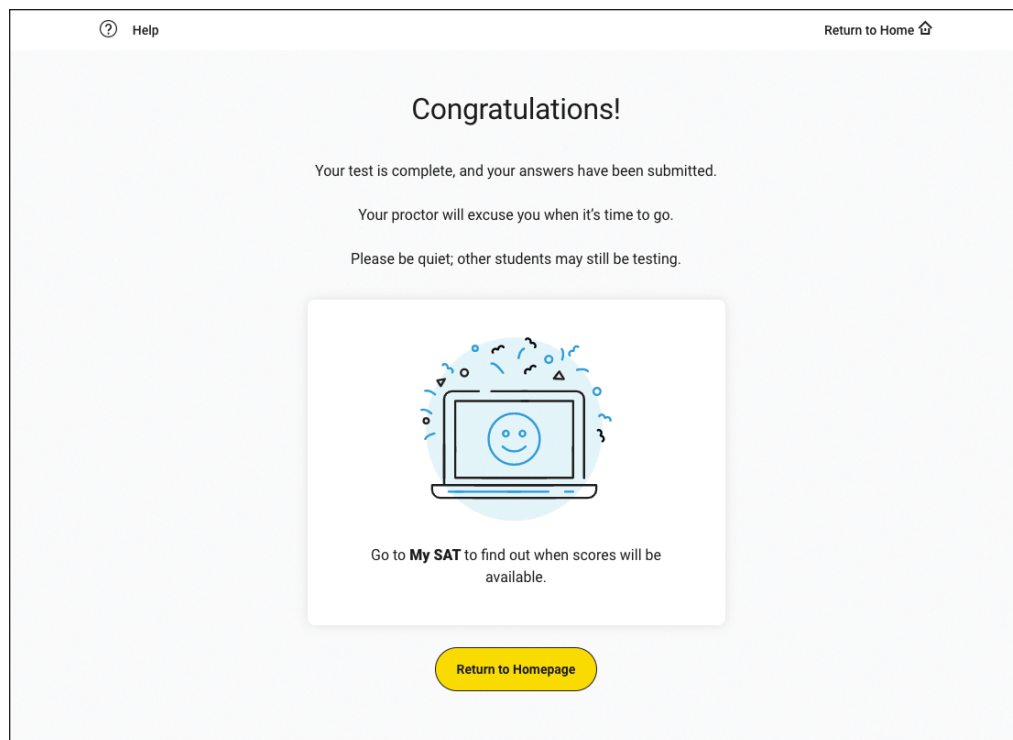 Help
Return to Home
Congratulations!
Your test is complete, and your answers have been submitted.
Your proctor will excuse you when it's time to go.
Please be quiet; other students may still be testing.
Go to My SAT to find out when scores will be
available.
Return to Homepage